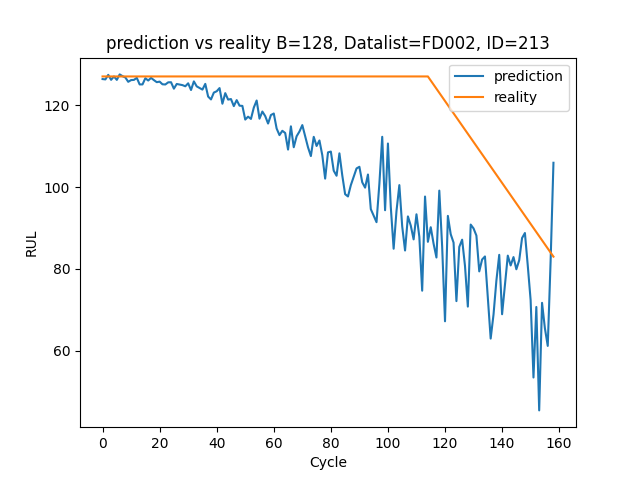 prediction vs reality B=128, Datalist=FD002, ID=213
prediction
reality
120
100
80
60
RUL
0 20 40 60 80 100 120 140 160
Cycle